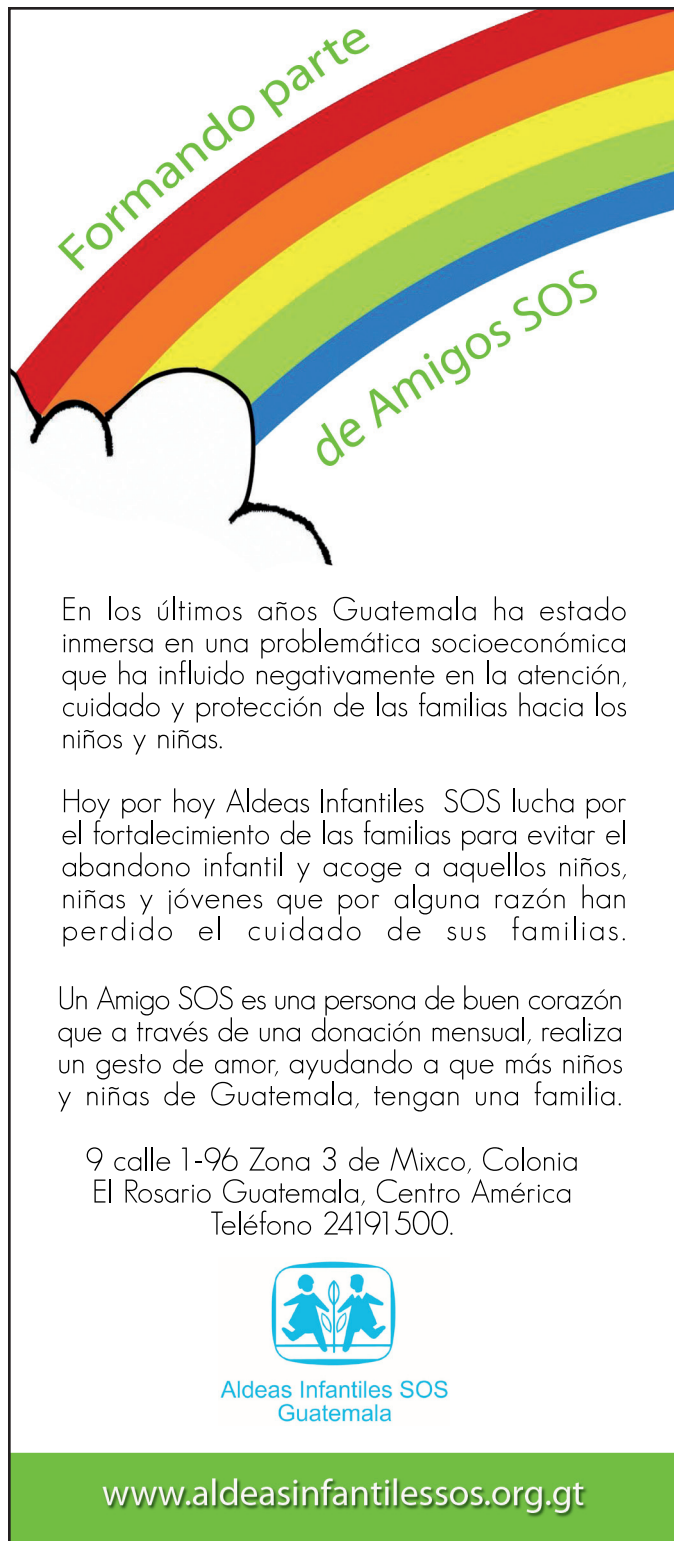 Formando parte
de Amigos SOS
En los últimos años Guatemala ha estado
inmersa en una problemática socioeconómica
que ha influido negativamente en la atención,
cuidado y protección de las familias hacia los
niños y niñas.
Hoy por hoy Aldeas Infantiles SOS lucha por
el fortalecimiento de las familias para evitar el
abandono infantil y acoge a aquellos niños,
niñas y jóvenes que por alguna razón han
perdido el cuidado de sus familias.
Un Amigo SOS es una persona de buen corazón
que a través de una donación mensual, realiza
un gesto de amor, ayudando a que más niños
y niñas de Guatemala, tengan una familia.
9 calle 1-96 Zona 3 de Mixco, Colonia
El Rosario Guatemala, Centro América
Teléfono 24191500.
Aldeas Infantiles SOS
Guatemala
www.aldeasinfantilessos.org.gt